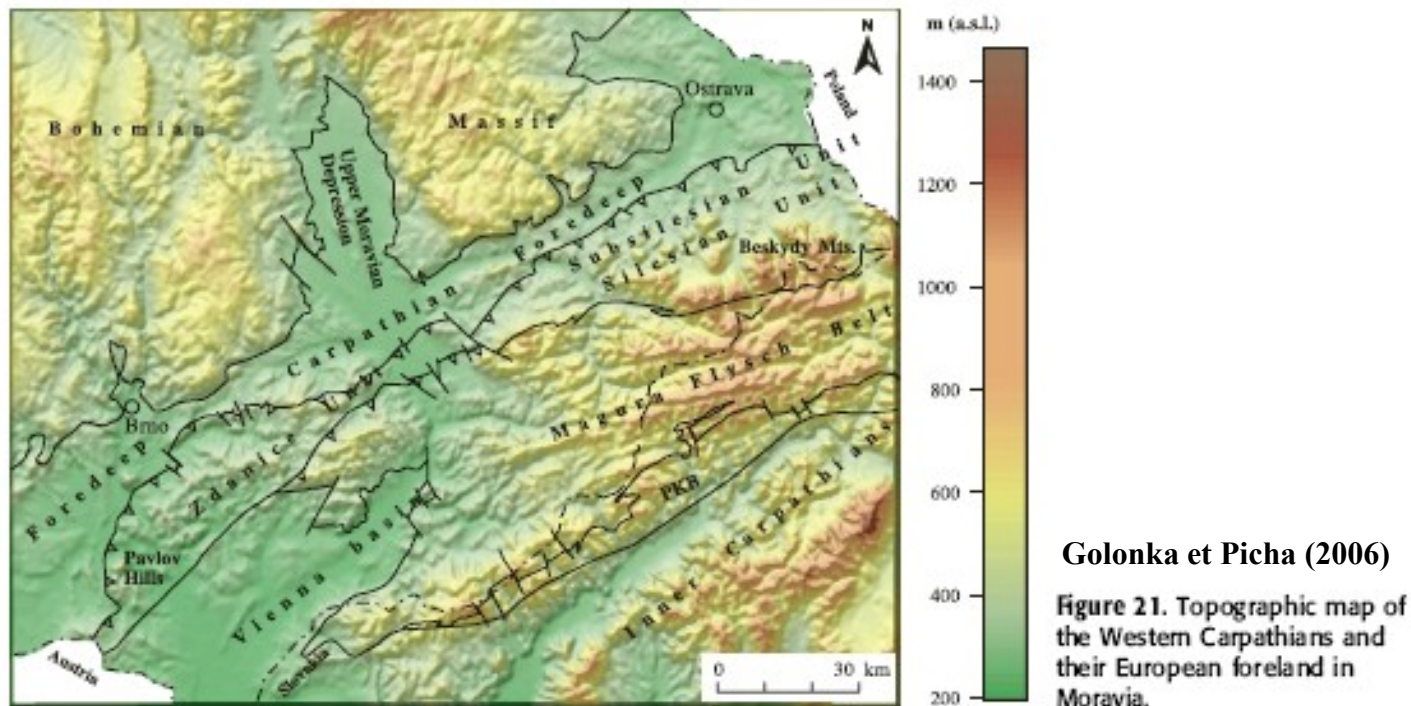 m (a.s.l.)
N
1400
1200
1000
800
600
400
200
Poland
Ostrava
Bohemian
Massif
Upper Moravian
Depression
Foredeep
Subsilesian Unit
Silesian Unit
Beskydy Mts.
Carpathian
Magura Flysch Belt
Zdanice Unit
Brno
Foredeep
PKB
Inner Carpathians
Pavlov
Hills
Vienna basin
Austria
Slovakia
0 30 km
Golonka et Picha (2006)
Figure 21. Topographic map of
the Western Carpathians and
their European foreland in
Moravia.